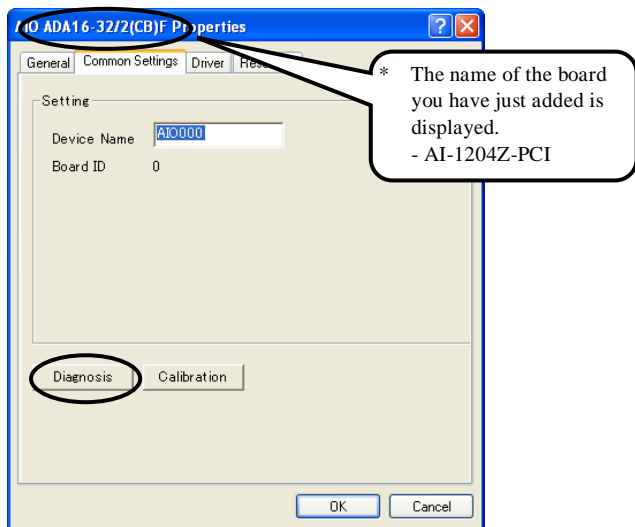 AIO ADA16-32/2(CB)F Properties
General Common Settings Driver
* The name of the board
you have just added is
displayed.
- AI-1204Z-PCI
Setting
Device Name AIO000
Board ID 0
Diagnosis Calibration
OK Cancel